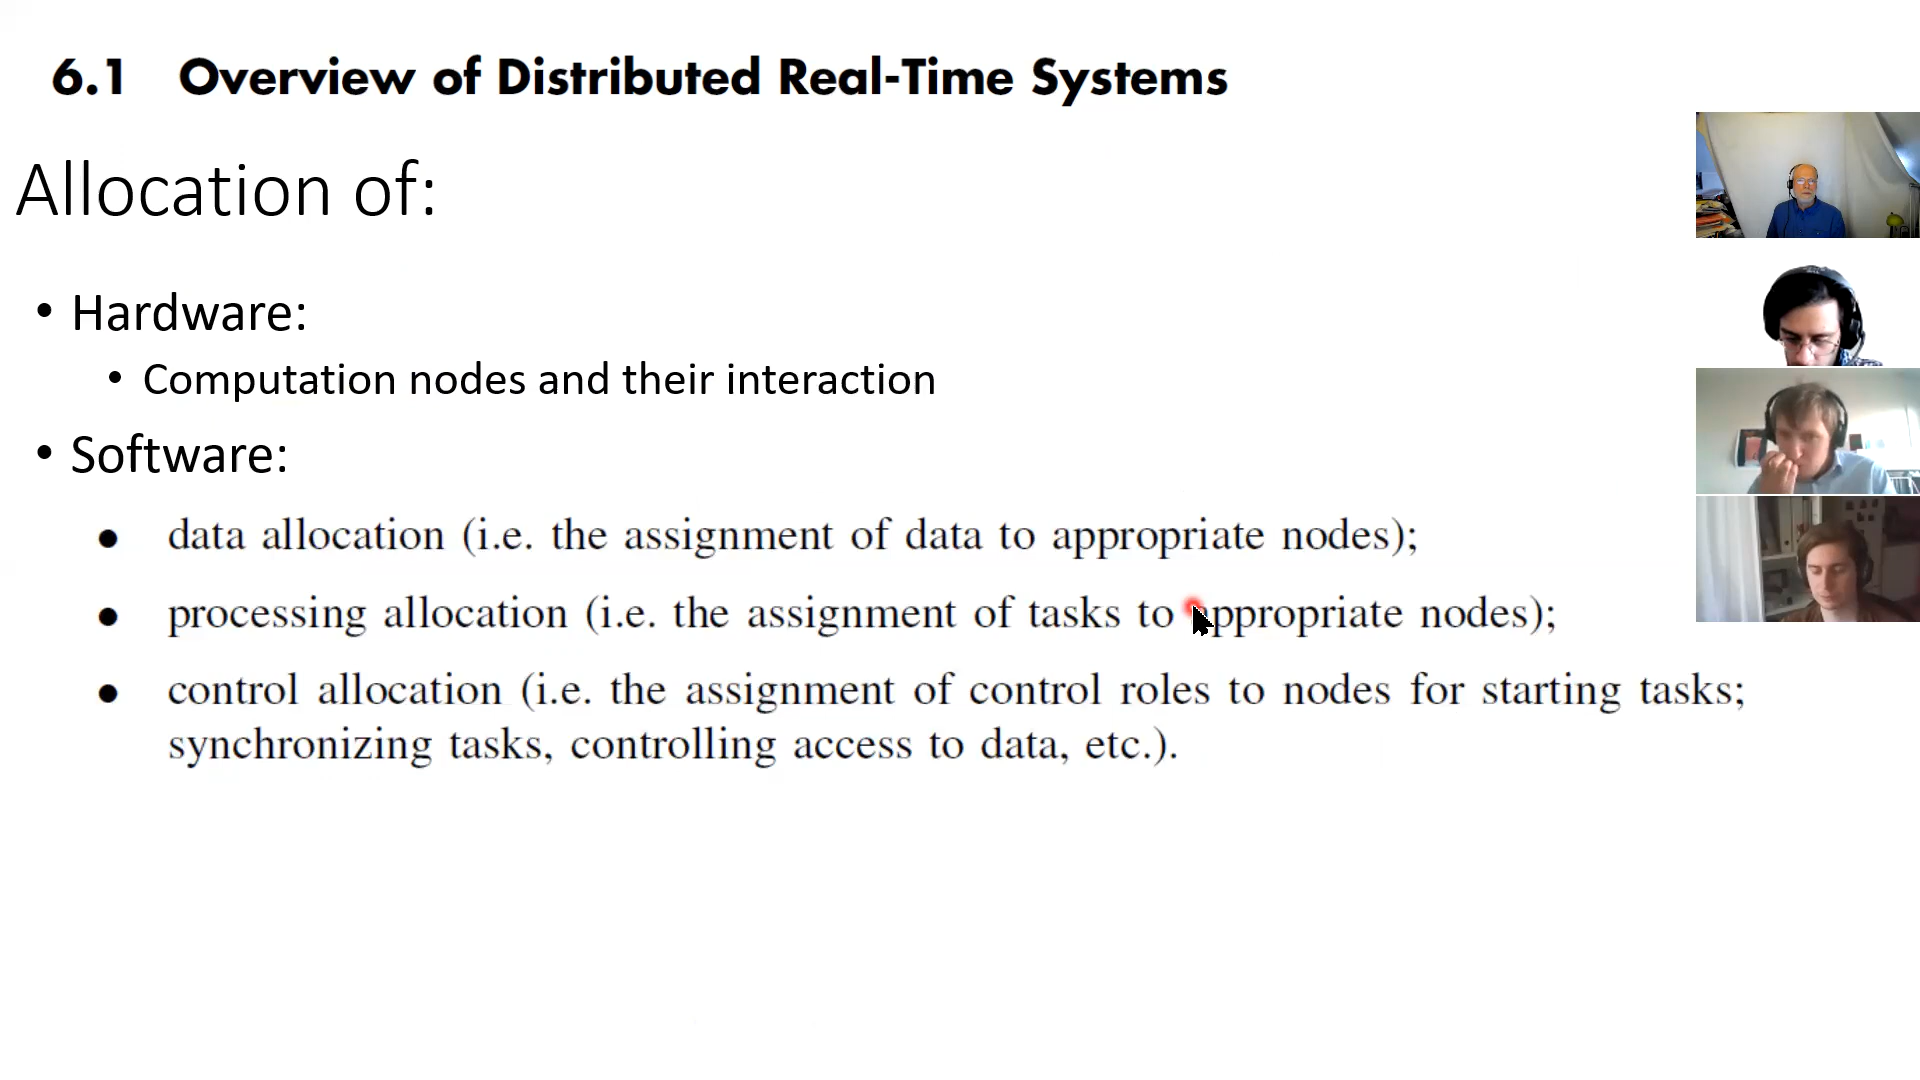 6.1 Overview of Distributed Real-Time Systems
Allocation of:
• Hardware:
• Computation nodes and their interaction
• Software:
● data allocation (i.e. the assignment of data to appropriate nodes);
● processing allocation (i.e. the assignment of tasks to appropriate nodes);
● control allocation (i.e. the assignment of control roles to nodes for starting tasks;
synchronizing tasks, controlling access to data, etc.).